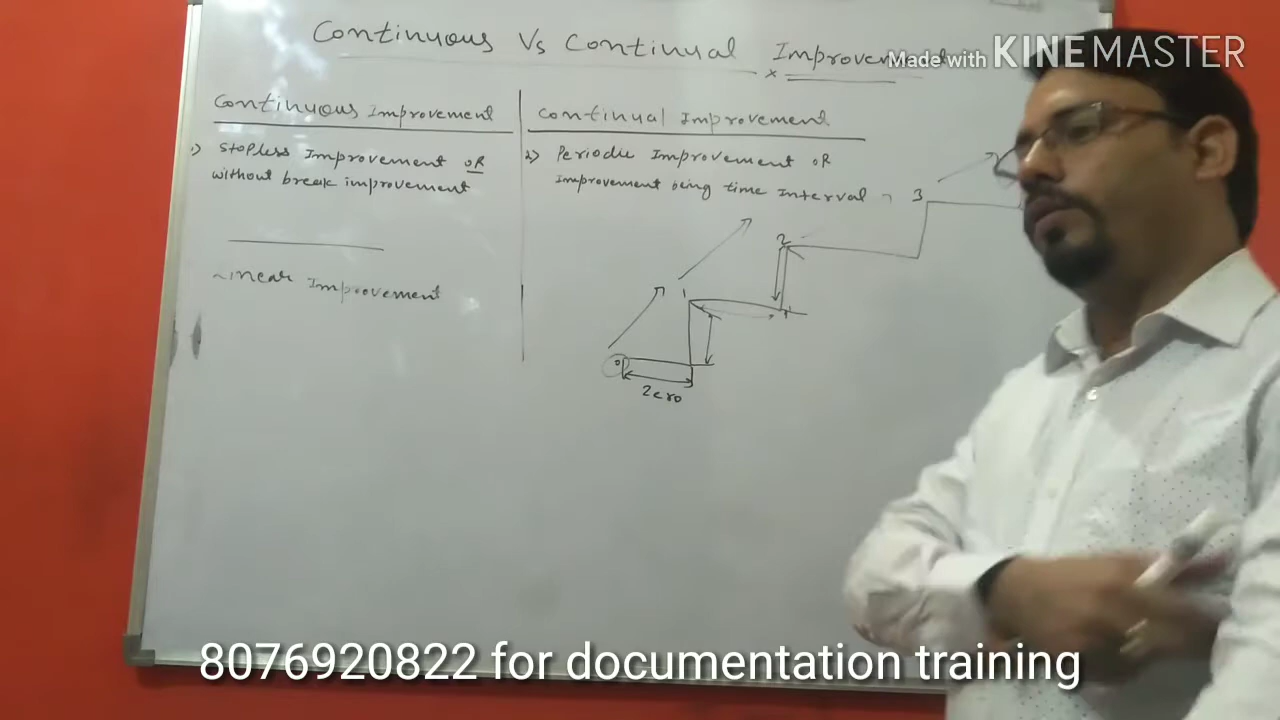 Continuous Vs Continual Improvement
Made with KINEMASTER
Continuous Improvement
Continual Improvement
1) Stopless Improvement OR
without break improvement
2) Periodic Improvement OR
Improvement being time Interval
Linear Improvement
3
2
1
0
Zero
8076920822 for documentation training